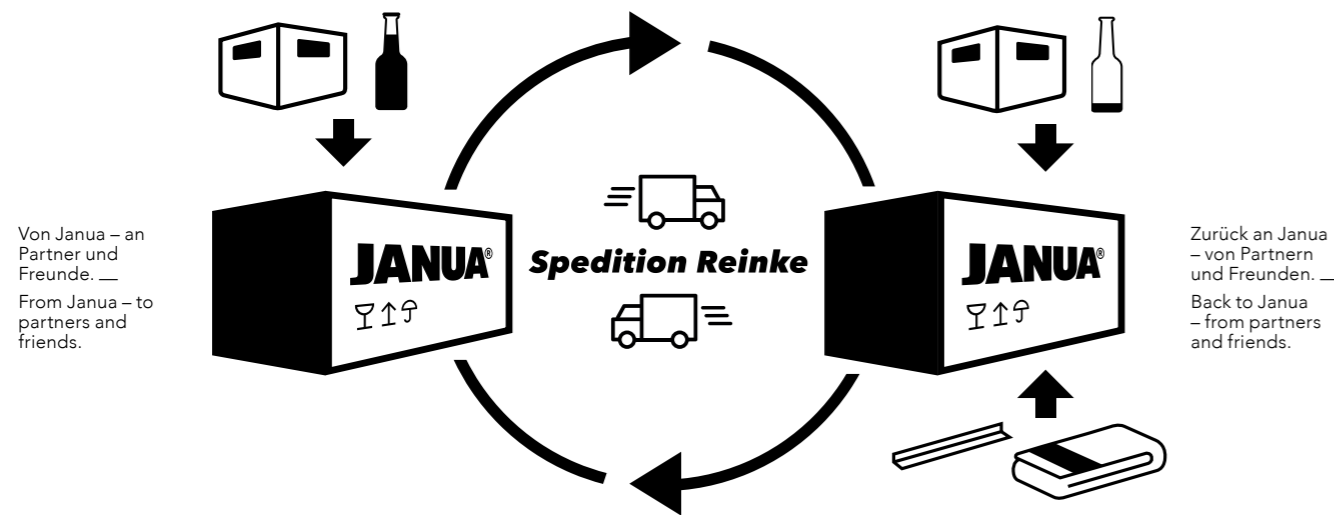 Von Janua – an
Partner und
Freunde. __
From Janua – to
partners and
friends.
JANUA®
Spedition Reinke
JANUA®
Zurück an Janua
– von Partnern
und Freunden. __
Back to Janua
– from partners
and friends.